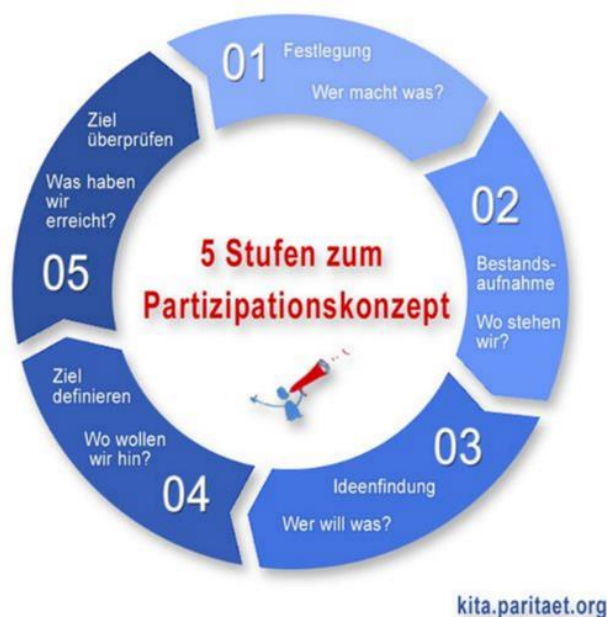 01 Festlegung
Wer macht was?
02
Bestands-
aufnahme
Wo stehen
wir?
03
Ideenfindung
Wer will was?
Ziel
definieren
Wo wollen
wir hin?
04
Ziel
überprüfen
Was haben
wir
erreicht?
05
5 Stufen zum
Partizipationskonzept
kita.paritaet.org